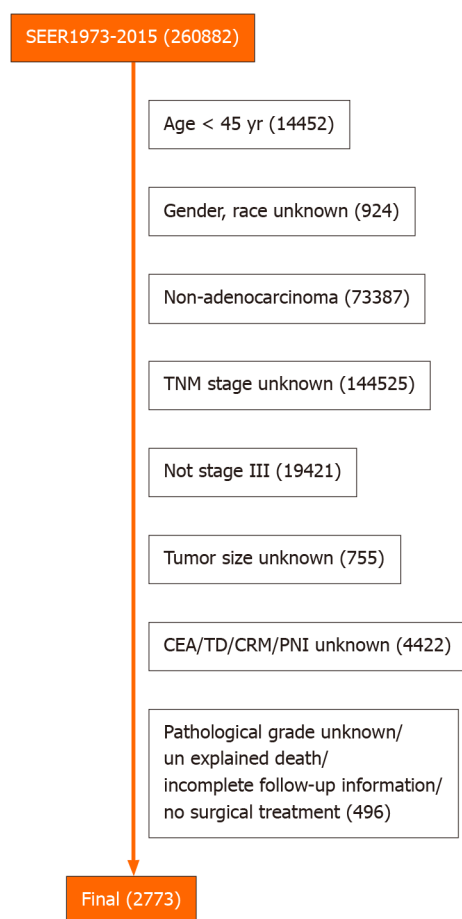 SEER1973-2015 (260882)
Age < 45 yr (14452)
Gender, race unknown (924)
Non-adenocarcinoma (73387)
TNM stage unknown (144525)
Not stage III (19421)
Tumor size unknown (755)
CEA/TD/CRM/PNI unknown (4422)
Pathological grade unknown/
un explained death/
incomplete follow-up information/
no surgical treatment (496)
Final (2773)